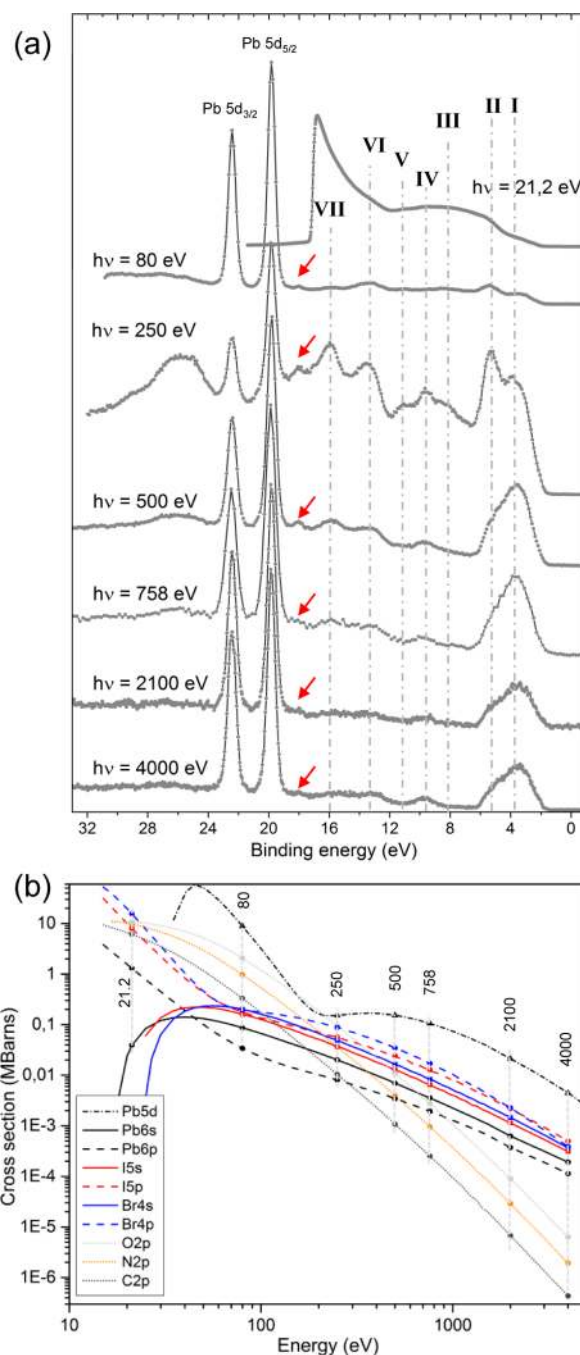 (a)
Pb 5d5/2
Pb 5d3/2
VII
VI
V
IV
III
II
I
hν = 21,2 eV
hν = 80 eV
hν = 250 eV
hν = 500 eV
hν = 758 eV
hν = 2100 eV
hν = 4000 eV
32
28
24
20
16
12
8
4
0
Binding energy (eV)
(b)
10
1
0.1
0,01
1E-3
1E-4
1E-5
1E-6
Cross section (MBarns)
21.2
80
250
500
758
2100
4000
Pb5d
Pb6s
Pb6p
I5s
I5p
Br4s
Br4p
O2p
N2p
C2p
10
100
1000
Energy (eV)